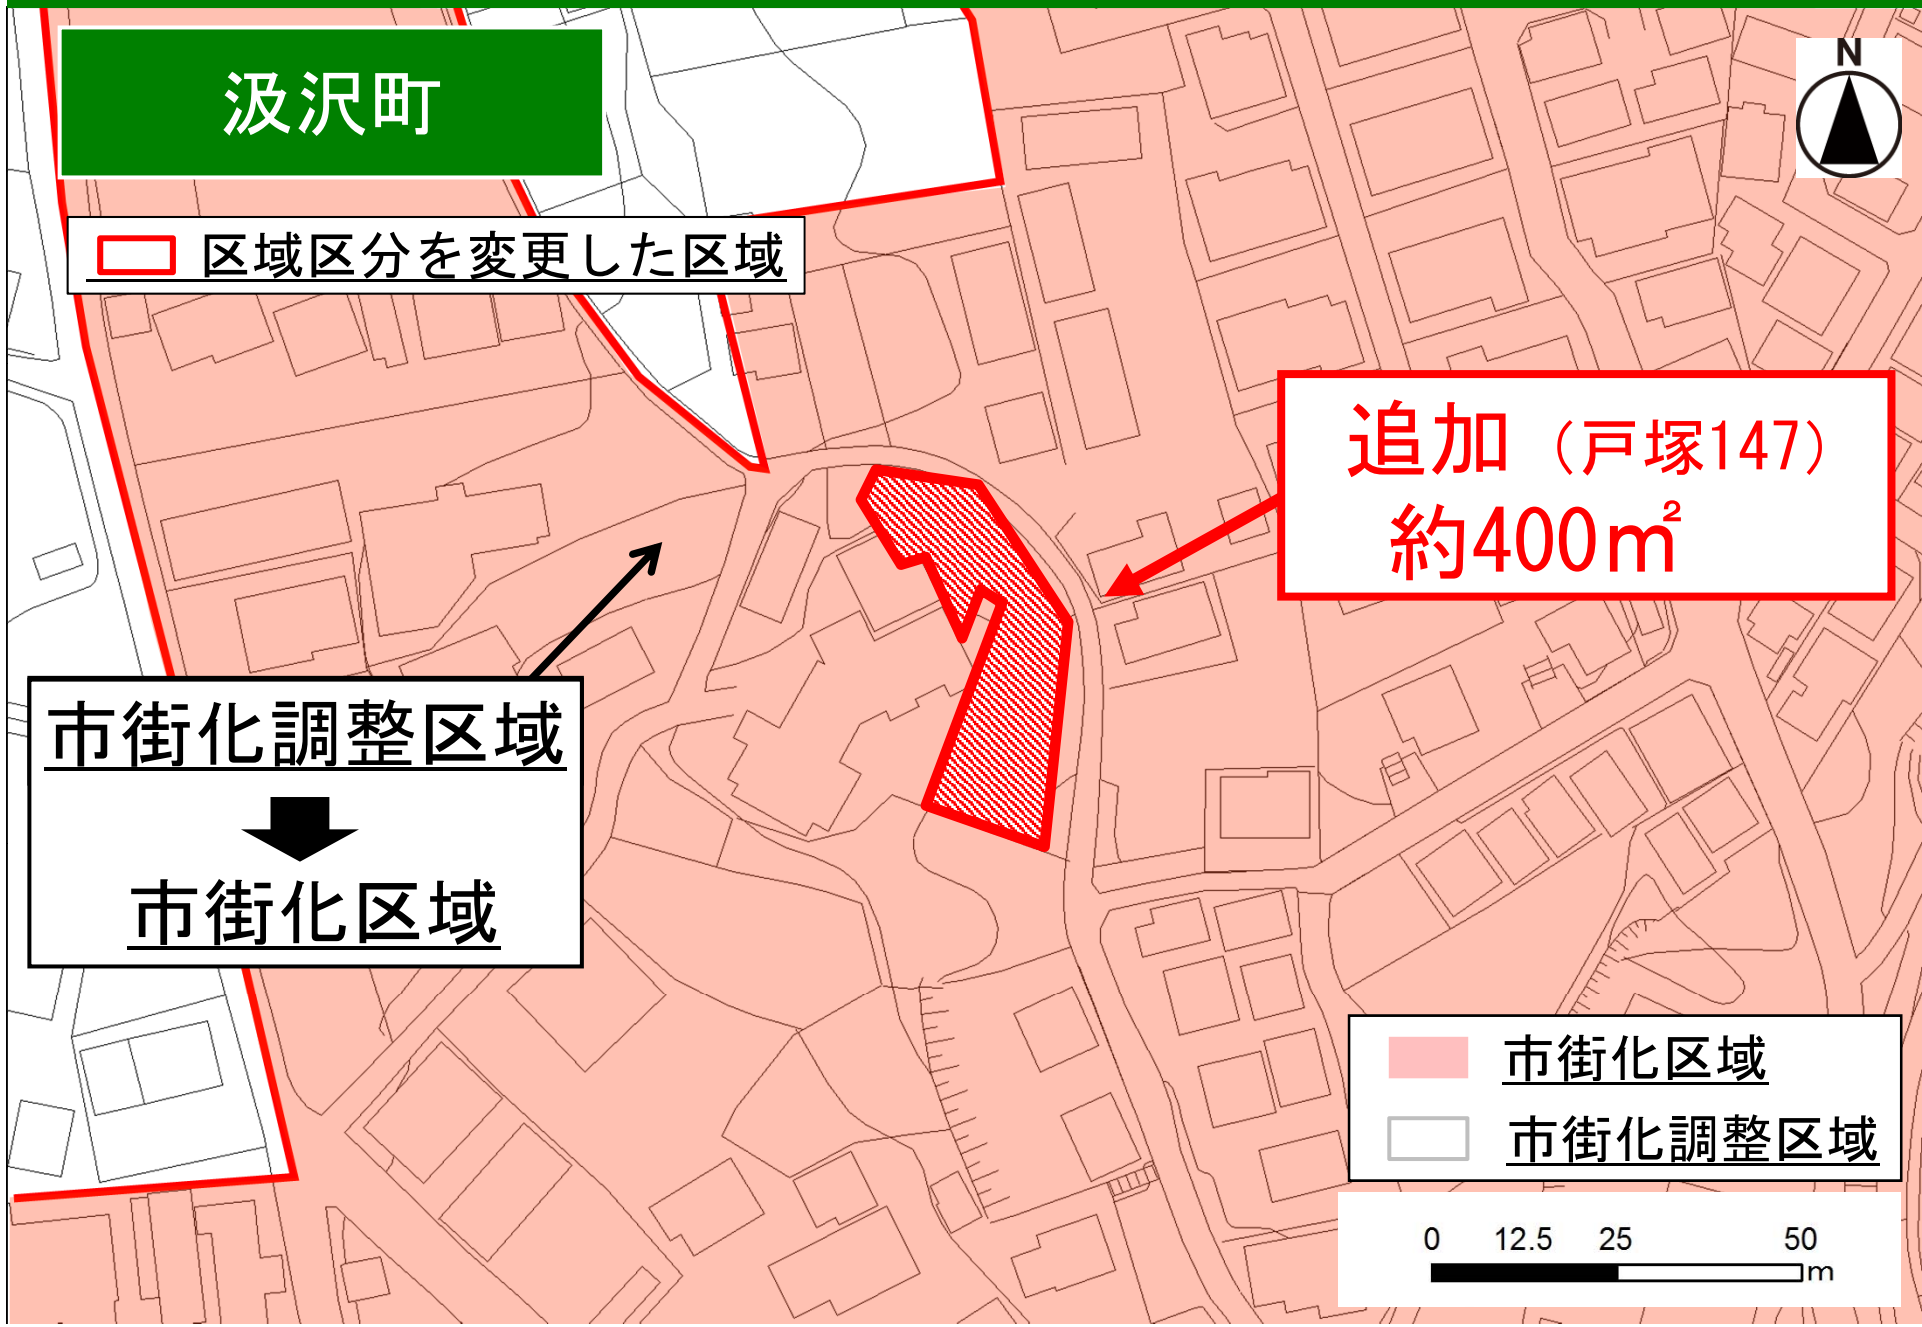 汲沢町
N
区域区分を変更した区域
追加（戸塚147）
約400㎡
市街化調整区域
市街化区域
市街化区域
市街化調整区域
0 12.5 25 50
m